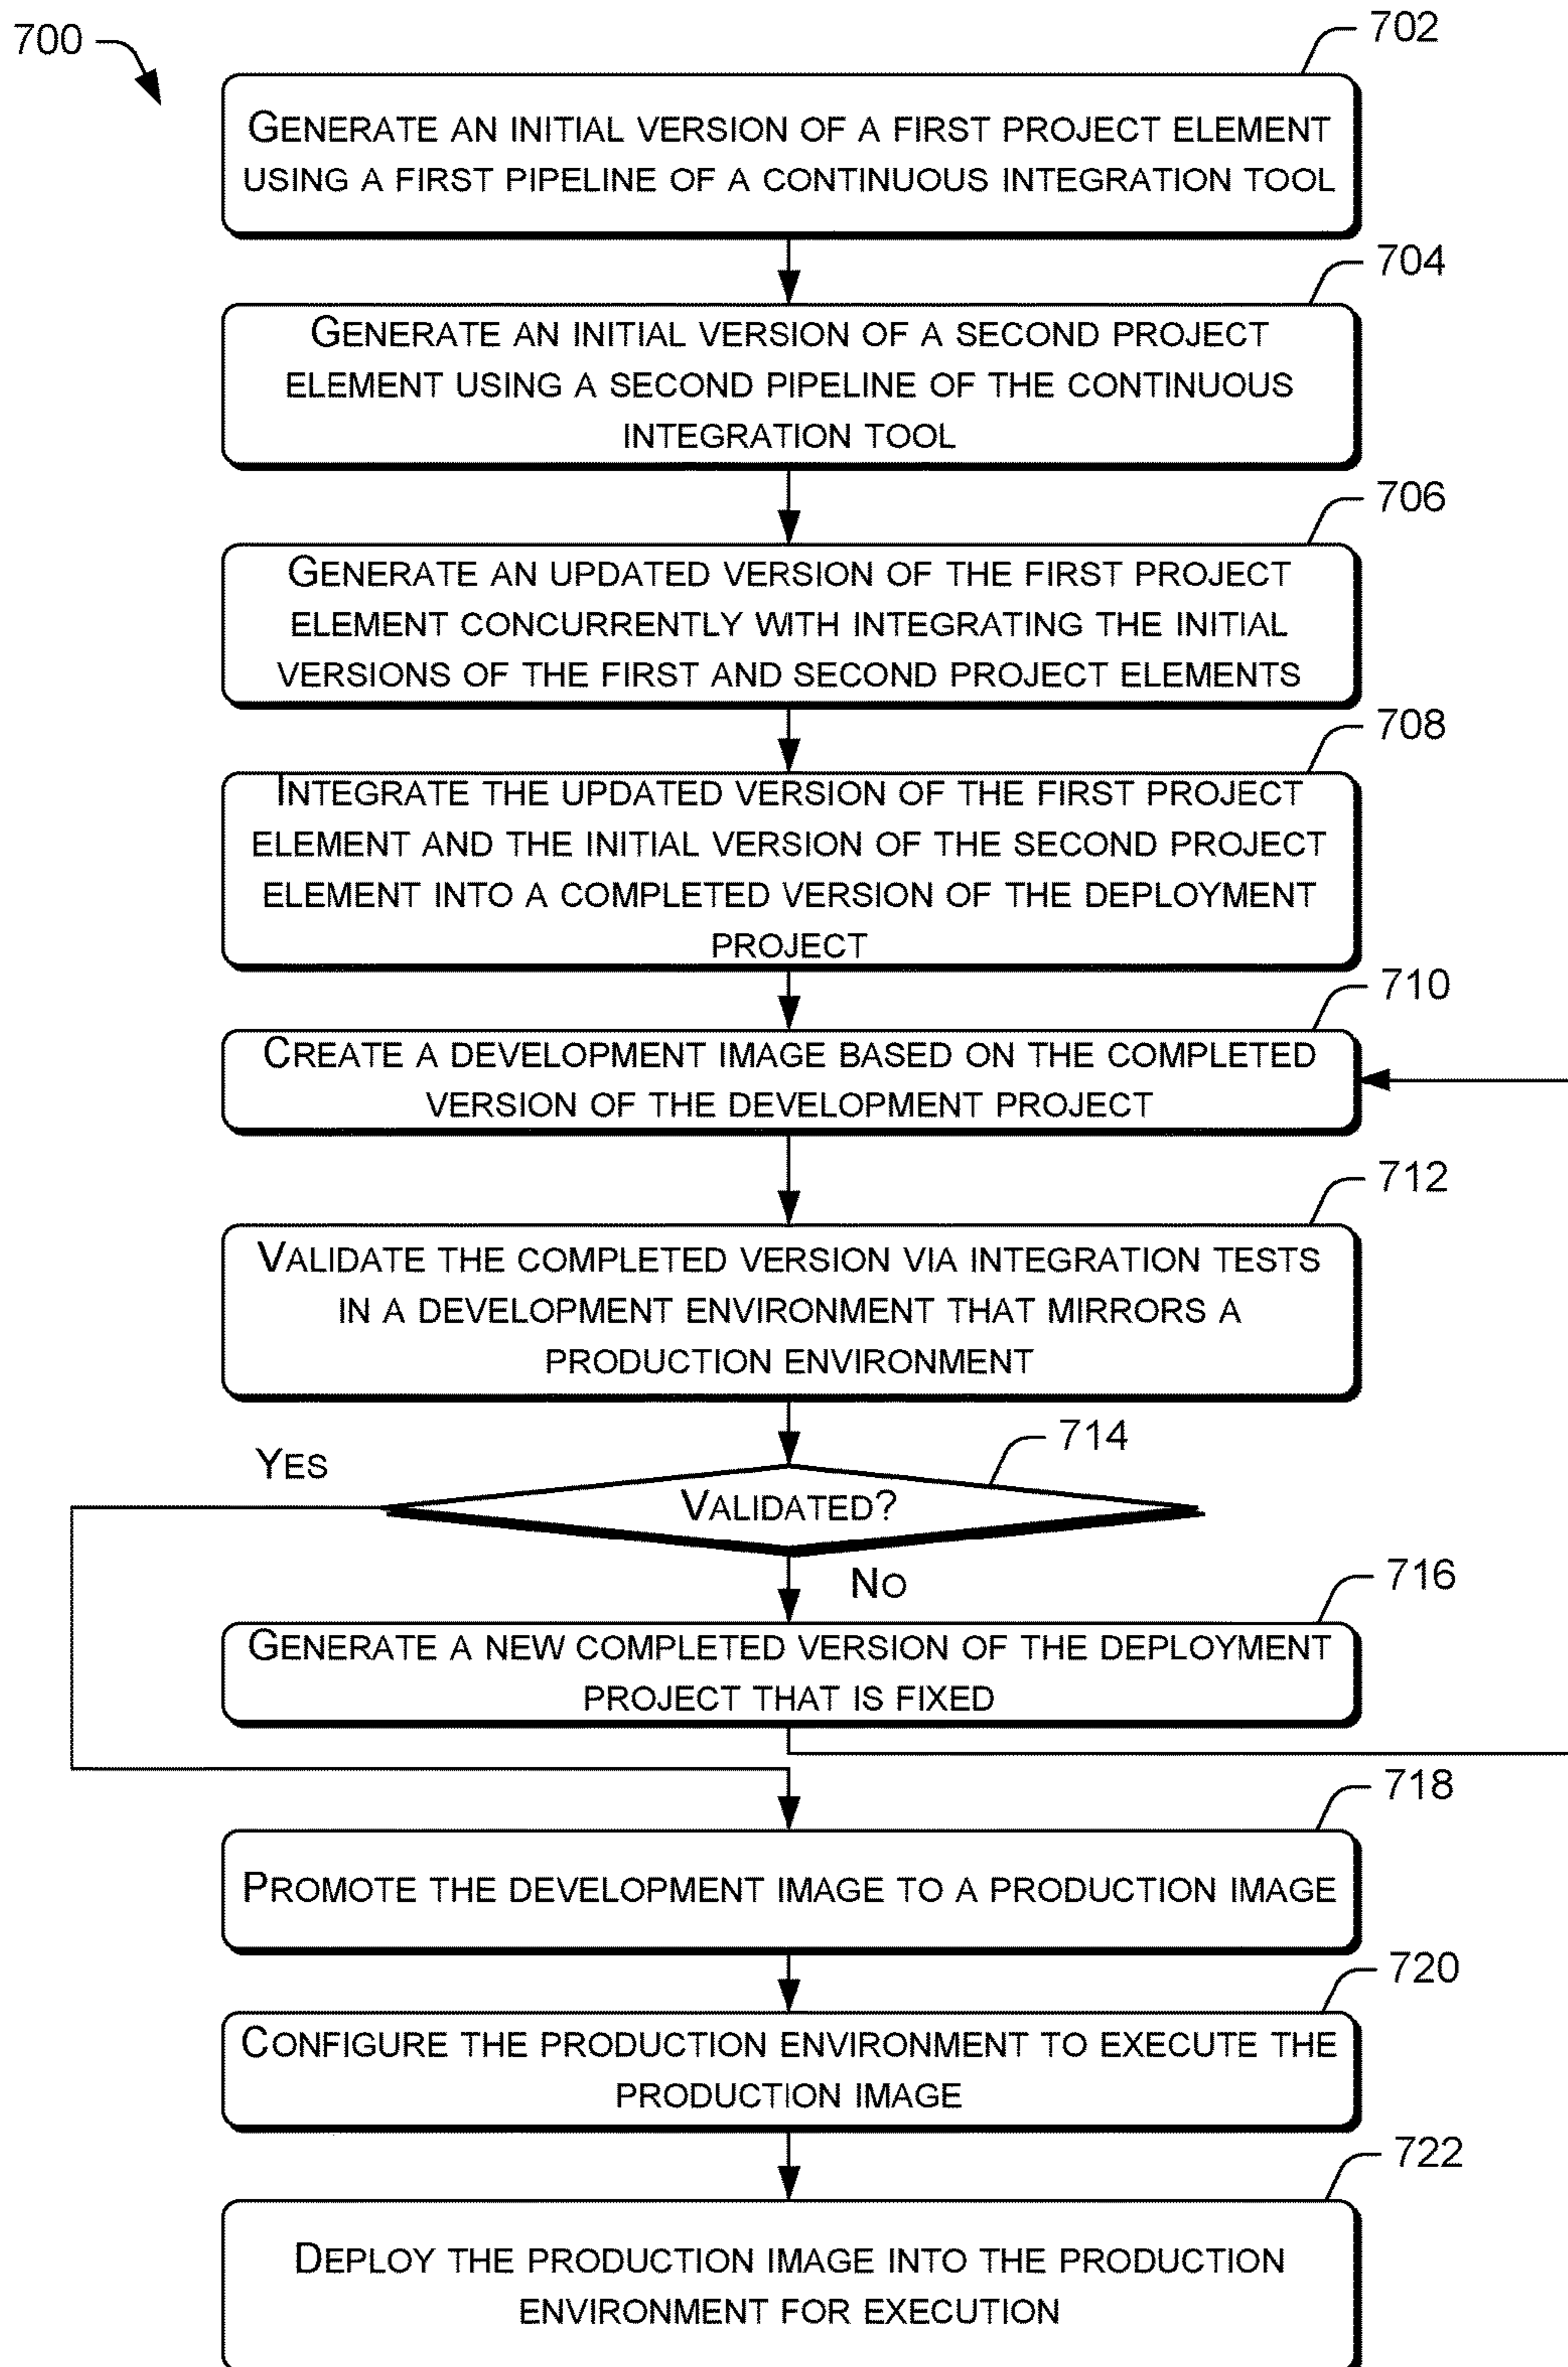 700
702
GENERATE AN INITIAL VERSION OF A FIRST PROJECT ELEMENT
USING A FIRST PIPELINE OF A CONTINUOUS INTEGRATION TOOL
704
GENERATE AN INITIAL VERSION OF A SECOND PROJECT
ELEMENT USING A SECOND PIPELINE OF THE CONTINUOUS
INTEGRATION TOOL
706
GENERATE AN UPDATED VERSION OF THE FIRST PROJECT
ELEMENT CONCURRENTLY WITH INTEGRATING THE INITIAL
VERSIONS OF THE FIRST AND SECOND PROJECT ELEMENTS
708
INTEGRATE THE UPDATED VERSION OF THE FIRST PROJECT
ELEMENT AND THE INITIAL VERSION OF THE SECOND PROJECT
ELEMENT INTO A COMPLETED VERSION OF THE DEPLOYMENT
PROJECT
710
CREATE A DEVELOPMENT IMAGE BASED ON THE COMPLETED
VERSION OF THE DEVELOPMENT PROJECT
712
VALIDATE THE COMPLETED VERSION VIA INTEGRATION TESTS
IN A DEVELOPMENT ENVIRONMENT THAT MIRRORS A
PRODUCTION ENVIRONMENT
714
YES
VALIDATED?
NO
716
GENERATE A NEW COMPLETED VERSION OF THE DEPLOYMENT
PROJECT THAT IS FIXED
718
PROMOTE THE DEVELOPMENT IMAGE TO A PRODUCTION IMAGE
720
CONFIGURE THE PRODUCTION ENVIRONMENT TO EXECUTE THE
PRODUCTION IMAGE
722
DEPLOY THE PRODUCTION IMAGE INTO THE PRODUCTION
ENVIRONMENT FOR EXECUTION